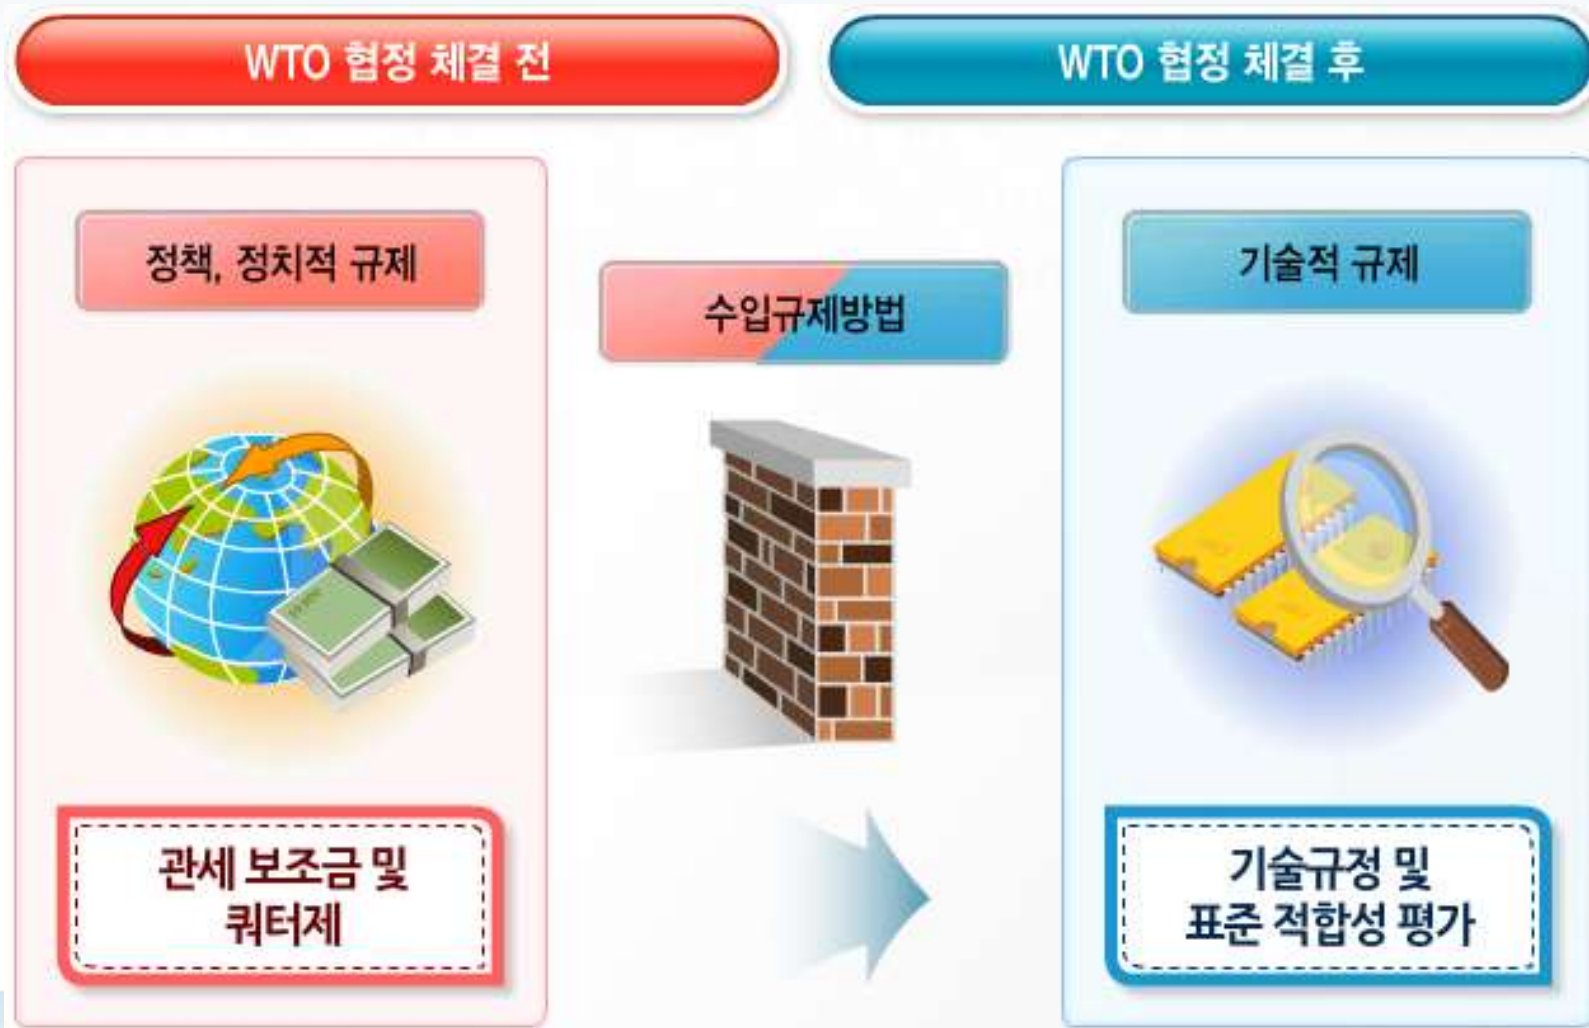 WTO 협정 체결 전
WTO 협정 체결 후
정책, 정치적 규제
수입규제방법
기술적 규제
관세 보조금 및
쿼터제
기술규정 및
표준 적합성 평가